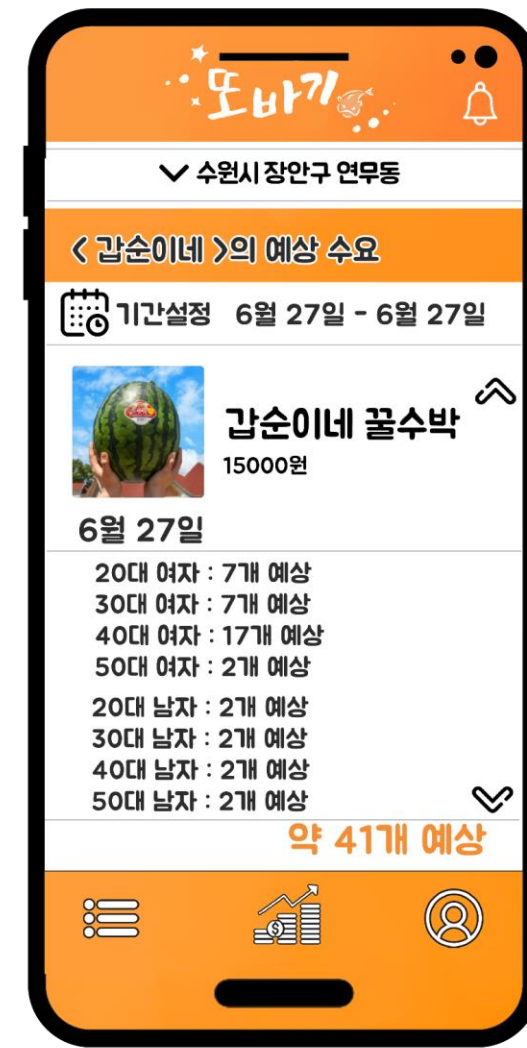 또바기
수원시 장안구 연무동
< 갑순이네 >의 예상 수요
기간설정 6월 27일 - 6월 27일
갑순이네 꿀수박
15000원
6월 27일
20대 여자 : 7개 예상
30대 여자 : 7개 예상
40대 여자 : 17개 예상
50대 여자 : 2개 예상
20대 남자 : 2개 예상
30대 남자 : 2개 예상
40대 남자 : 2개 예상
50대 남자 : 2개 예상
약 41개 예상